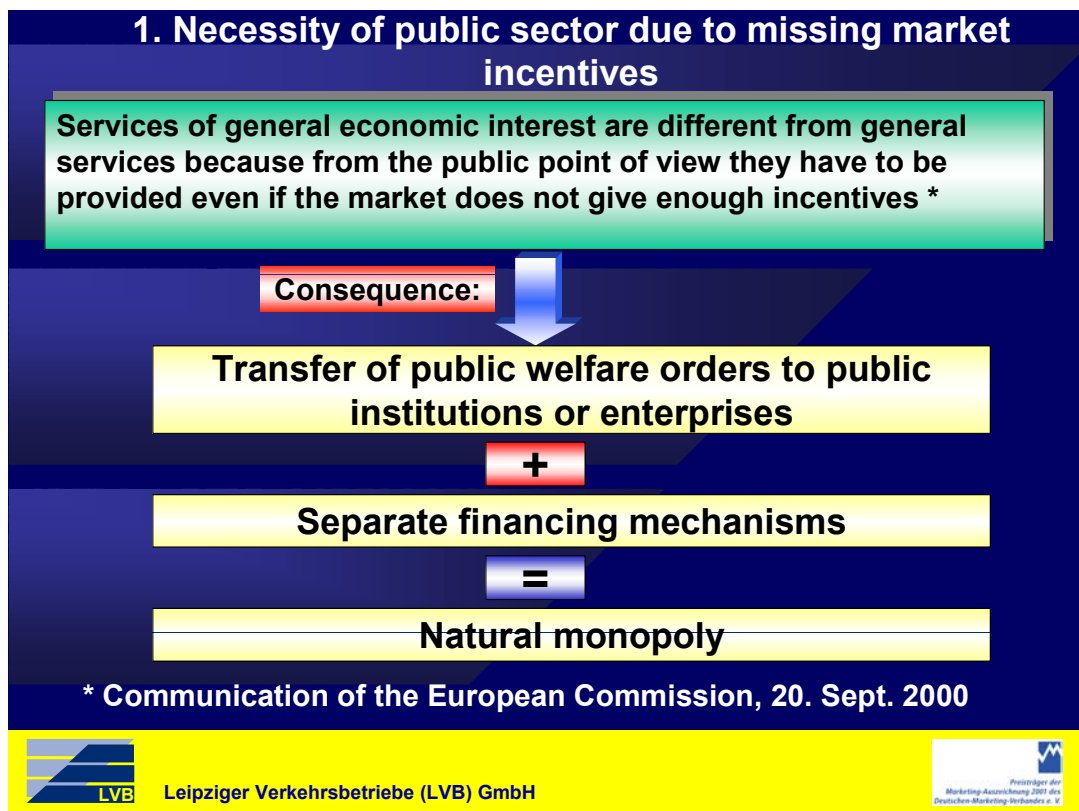 1. Necessity of public sector due to missing market
incentives
Services of general economic interest are different from general
services because from the public point of view they have to be
provided even if the market does not give enough incentives *
Consequence:
Transfer of public welfare orders to public
institutions or enterprises
+
Separate financing mechanisms
=
Natural monopoly
* Communication of the European Commission, 20. Sept. 2000
LVB
Leipziger Verkehrsbetriebe (LVB) GmbH
Preisträger der
Marketing-Auszeichnung 2001 des
Deutschen-Marketing-Verbandes e. V.